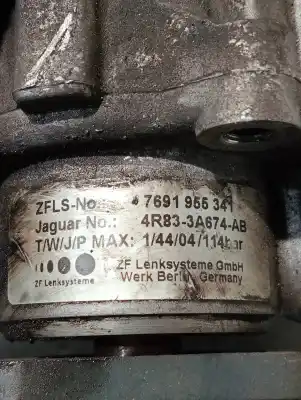 ZFLS-No. 7691 955 341
Jaguar No.: 4R83-3A674-AB
T/W/J/P MAX: 1/44/04/114bar
ZF Lenksysteme GmbH
ZF Lenksysteme Werk Berlin, Germany